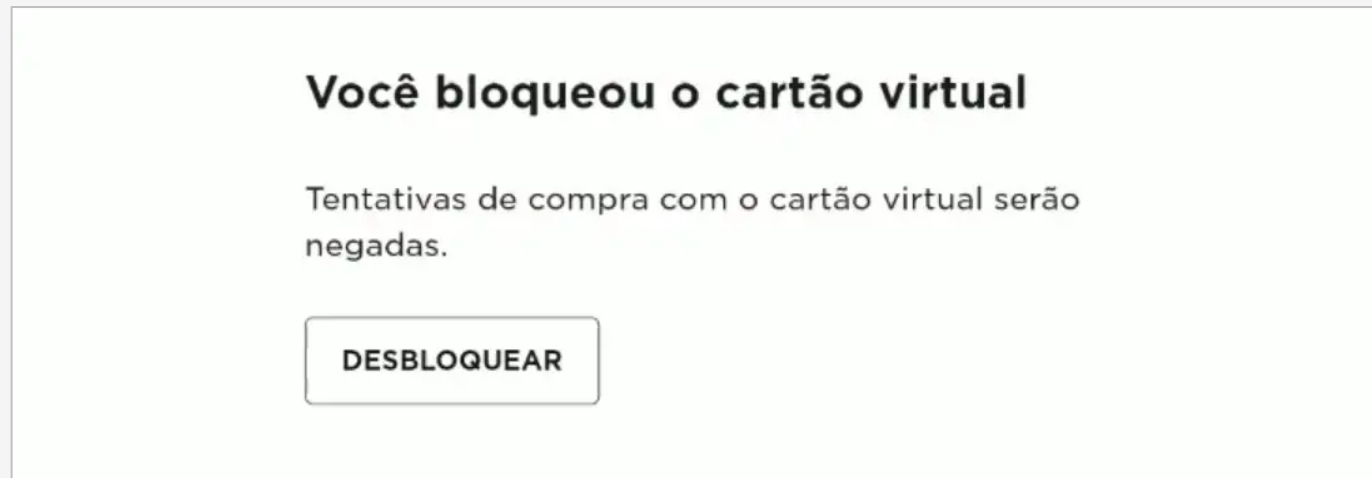 Você bloqueou o cartão virtual
Tentativas de compra com o cartão virtual serão
negadas.
DESBLOQUEAR